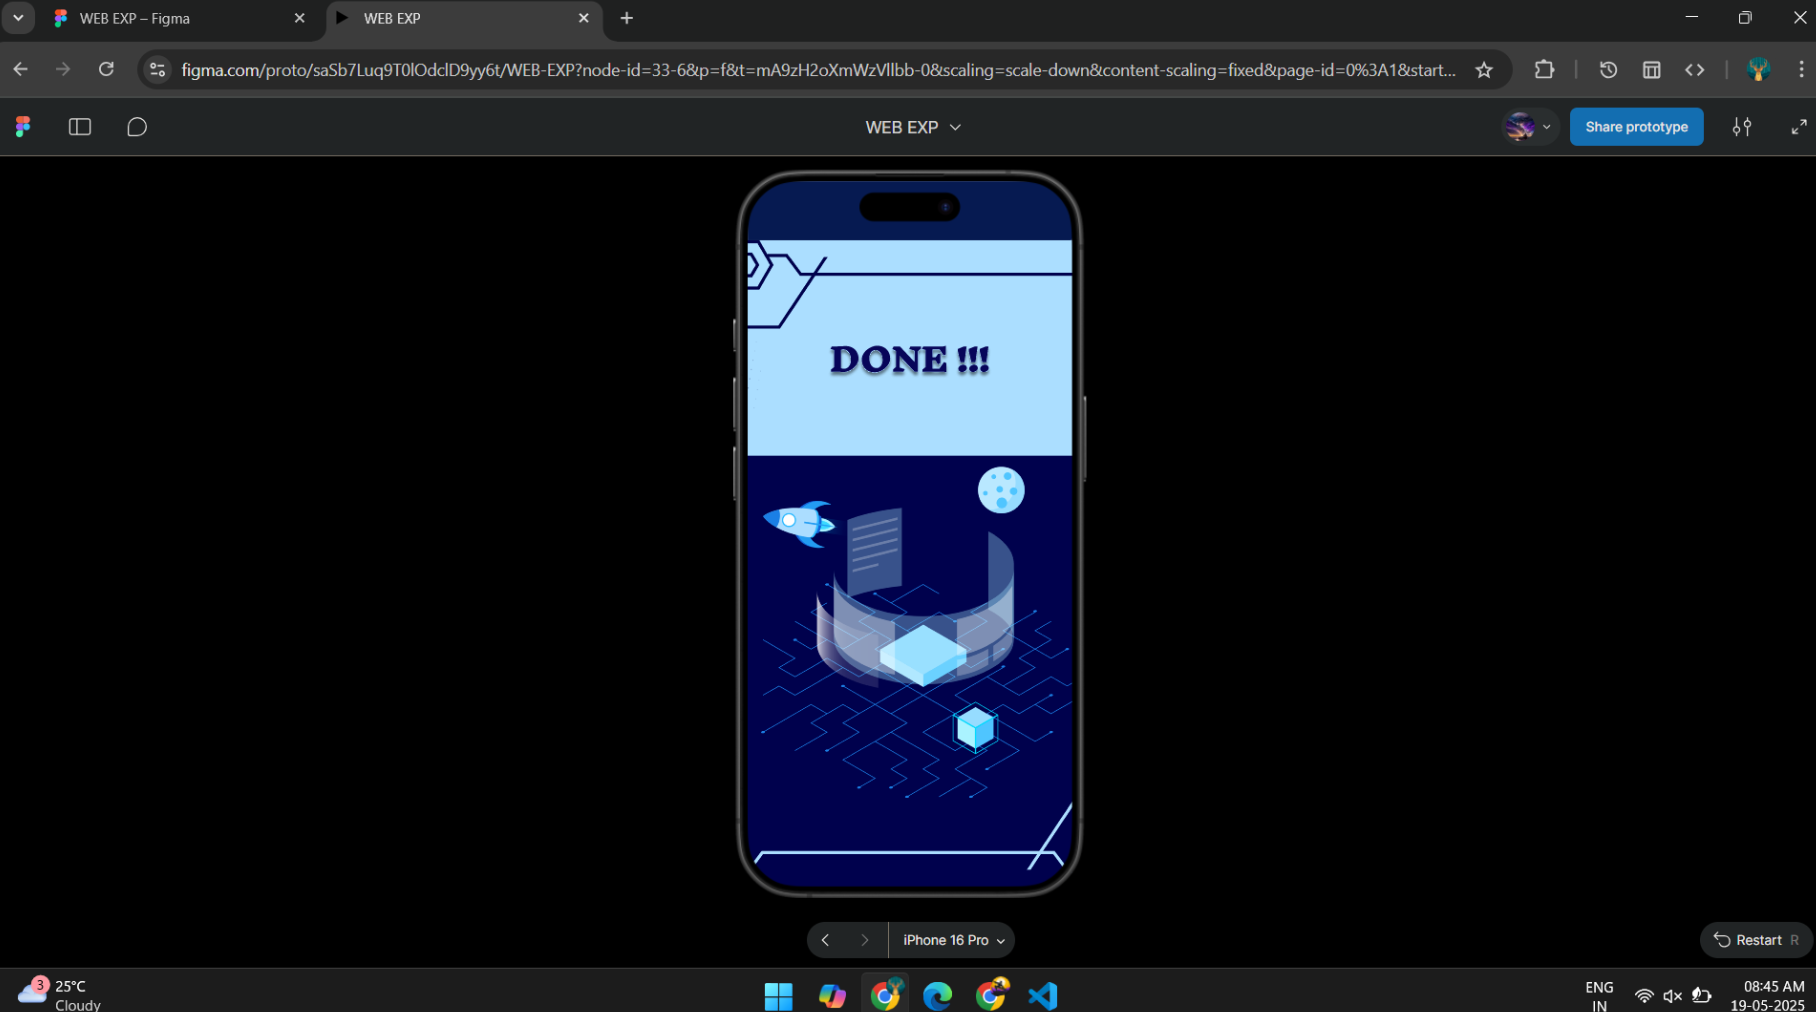 WEB EXP – Figma
WEB EXP
figma.com/proto/saSb7Luq9T0lOdclD9yy6t/WEB-EXP?node-id=33-6&p=f&t=mA9zH2oXmWzVllbb-0&scaling=scale-down&content-scaling=fixed&page-id=0%3A1&start...
WEB EXP
Share prototype
DONE !!!
iPhone 16 Pro
Restart R
3
25°C
Cloudy
ENG
IN
08:45 AM
19-05-2025